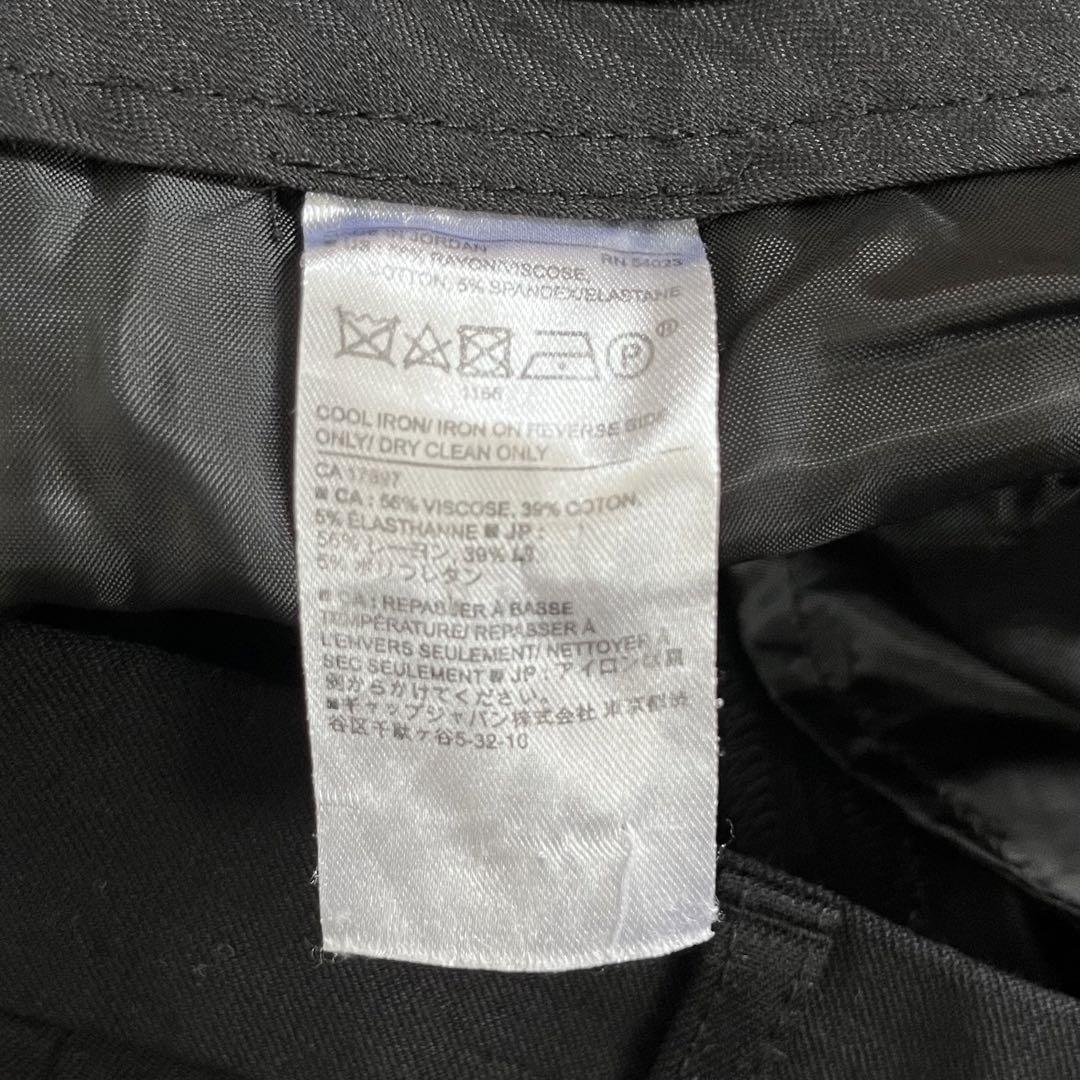 JORDAN RN 54023
RAYON/VISCOSE,
COTTON, 5% SPANDEX/ELASTANE
P
COOL IRON/ IRON ON REVERSE SIDE
ONLY/ DRY CLEAN ONLY
CA 17897
CA : 56% VISCOSE, 39% COTON,
5% ÉLASTHANNE JP :
56% レーヨン, 39%
5% ポリウレタン
CA : REPASSER À BASSE
TEMPÉRATURE/ REPASSER À
L'ENVERS SEULEMENT/ NETTOYER À
SEC SEULEMENT JP : アイロンは裏
側からかけてください。
ギャップジャパン株式会社 東京都渋
谷区千駄ヶ谷5-32-10